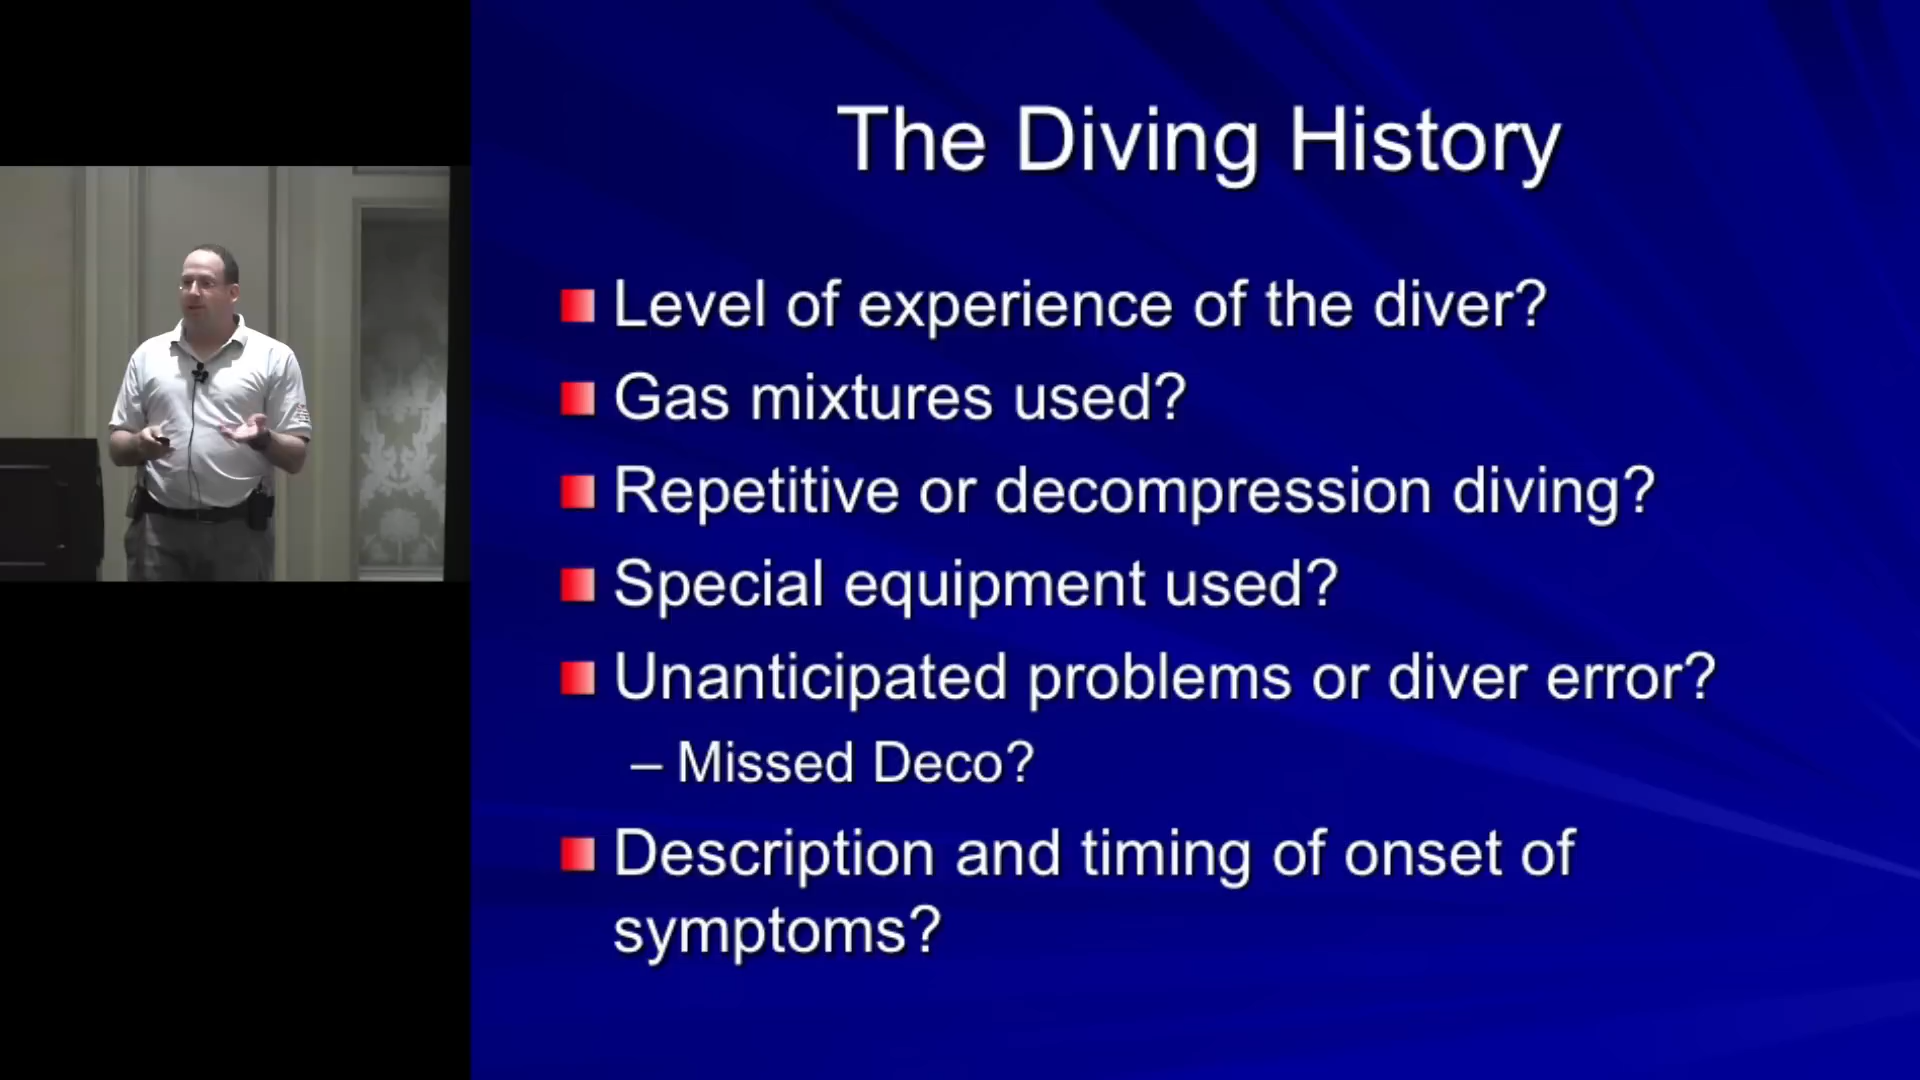 The Diving History
Level of experience of the diver?
Gas mixtures used?
Repetitive or decompression diving?
Special equipment used?
Unanticipated problems or diver error?
– Missed Deco?
Description and timing of onset of
symptoms?